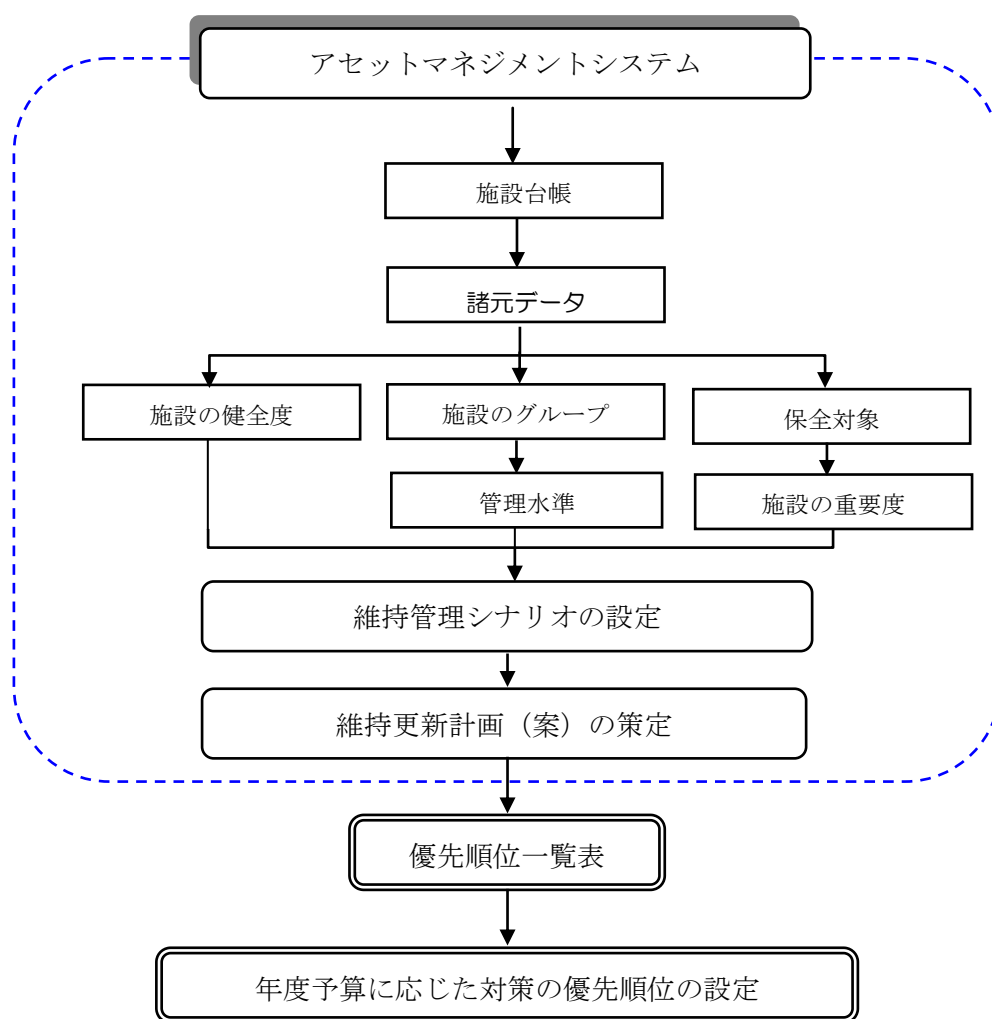 アセットマネジメントシステム
施設台帳
諸元データ
施設の健全度
施設のグループ
保全対象
管理水準
施設の重要度
維持管理シナリオの設定
維持更新計画（案）の策定
優先順位一覧表
年度予算に応じた対策の優先順位の設定